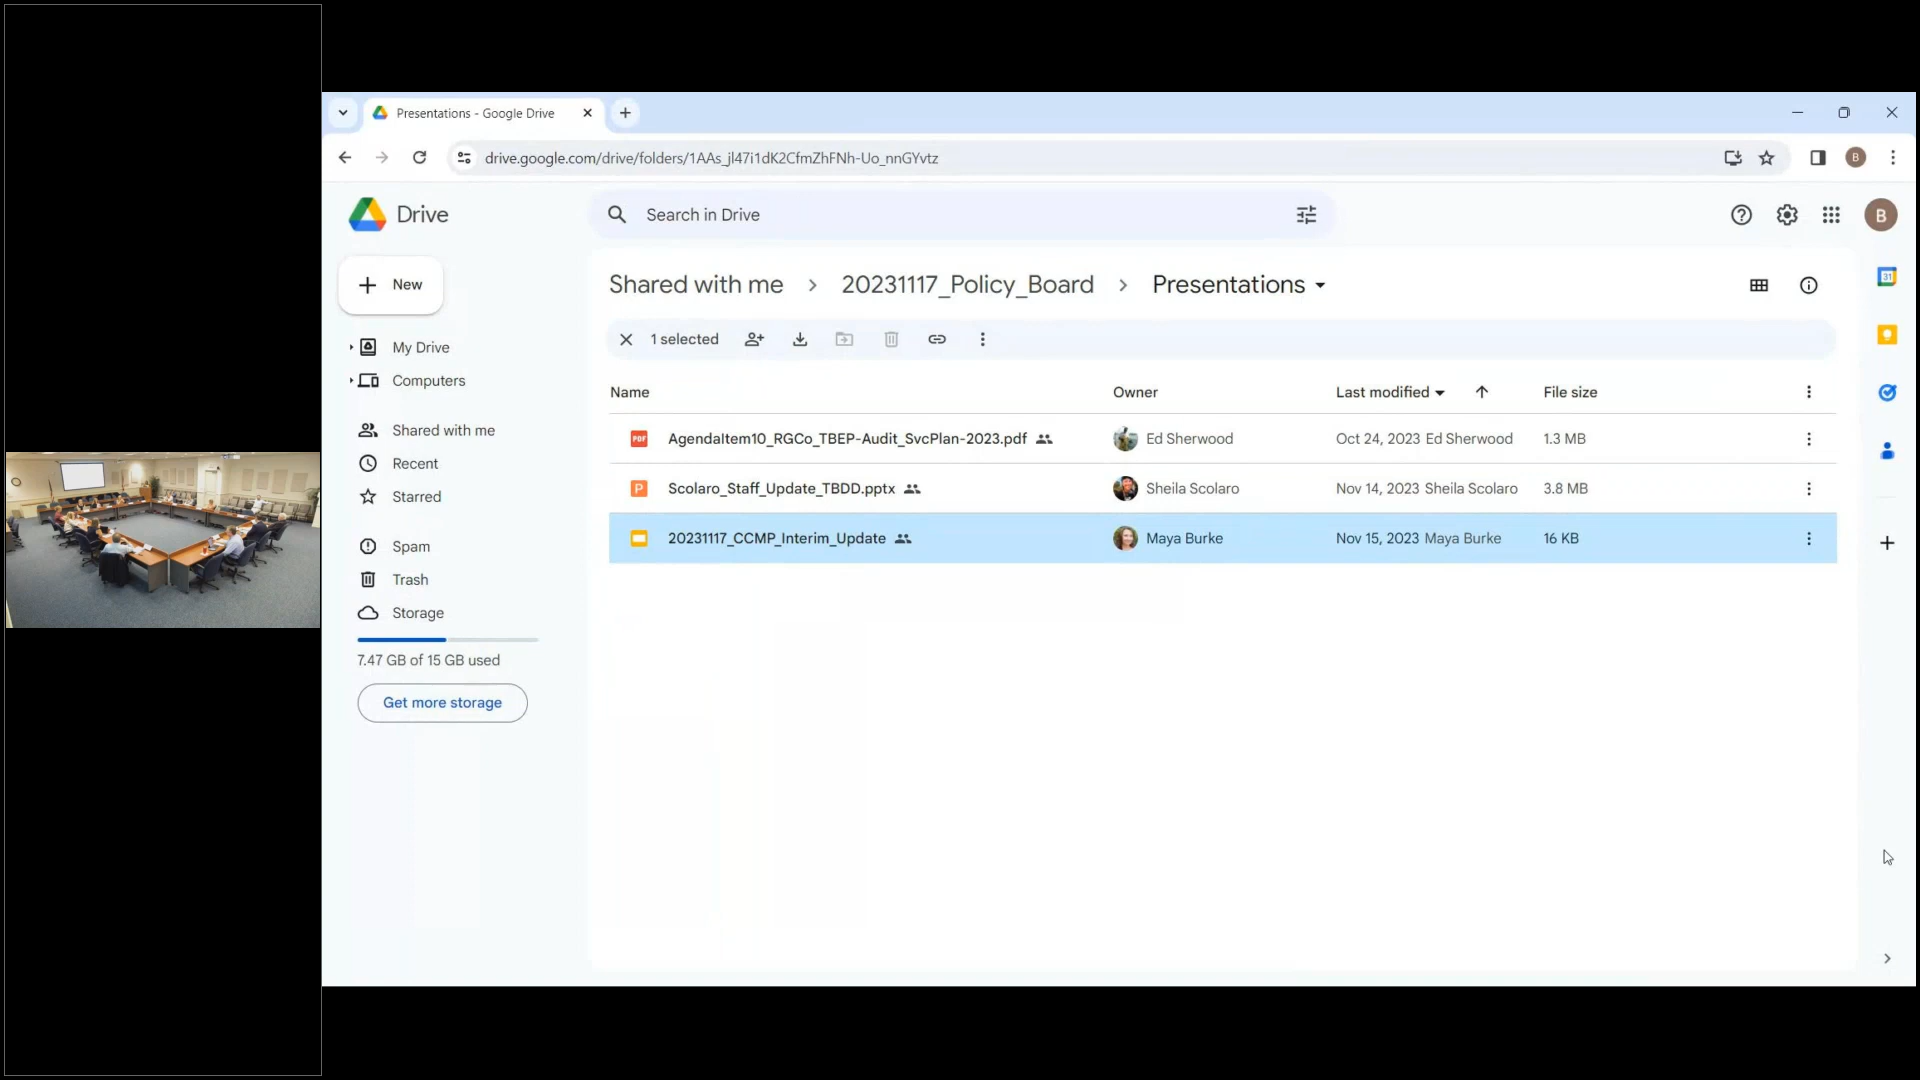 Presentations - Google Drive
drive.google.com/drive/folders/1AAs_jl47i1dK2CfmZhFNh-Uo_nnGYvtz
B
Drive
Search in Drive
B
New
Shared with me
20231117_Policy_Board
Presentations
31
1 selected
My Drive
Computers
Name
Owner
Last modified
File size
Shared with me
PDF
AgendaItem10_RGCo_TBEP-Audit_SvcPlan-2023.pdf
Ed Sherwood
Oct 24, 2023 Ed Sherwood
1.3 MB
Recent
P
Scolaro_Staff_Update_TBDD.pptx
Sheila Scolaro
Nov 14, 2023 Sheila Scolaro
3.8 MB
Starred
20231117_CCMP_Interim_Update
Maya Burke
Nov 15, 2023 Maya Burke
16 KB
Spam
Trash
Storage
7.47 GB of 15 GB used
Get more storage